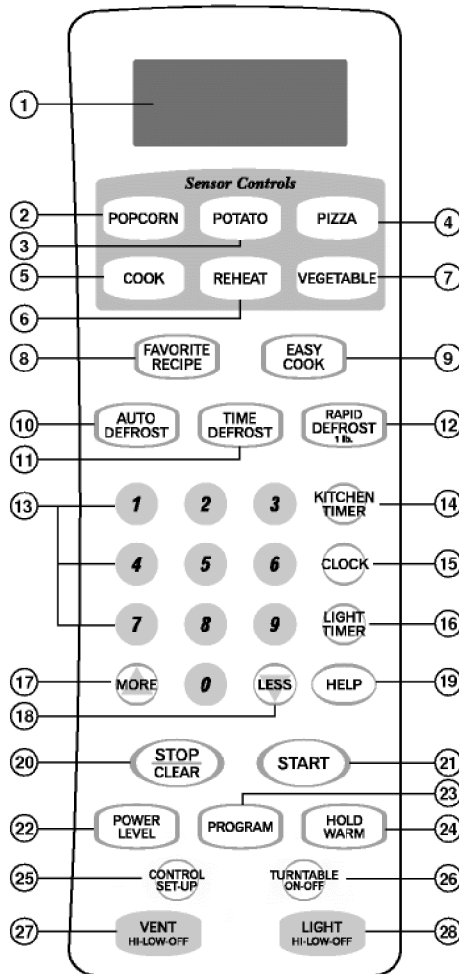 1
Sensor Controls
2
POPCORN
POTATO
PIZZA
4
3
5
COOK
REHEAT
VEGETABLE
7
6
8
FAVORITE
RECIPE
EASY
COOK
9
10
AUTO
DEFROST
TIME
DEFROST
RAPID
DEFROST
1 lb.
12
11
13
1
2
3
KITCHEN
TIMER
14
4
5
6
CLOCK
15
7
8
9
LIGHT
TIMER
16
17
MORE
0
LESS
HELP
19
18
20
STOP
CLEAR
START
21
23
22
POWER
LEVEL
PROGRAM
HOLD
WARM
24
25
CONTROL
SET-UP
TURNTABLE
ON-OFF
26
27
VENT
HI-LOW-OFF
LIGHT
HI-LOW-OFF
28